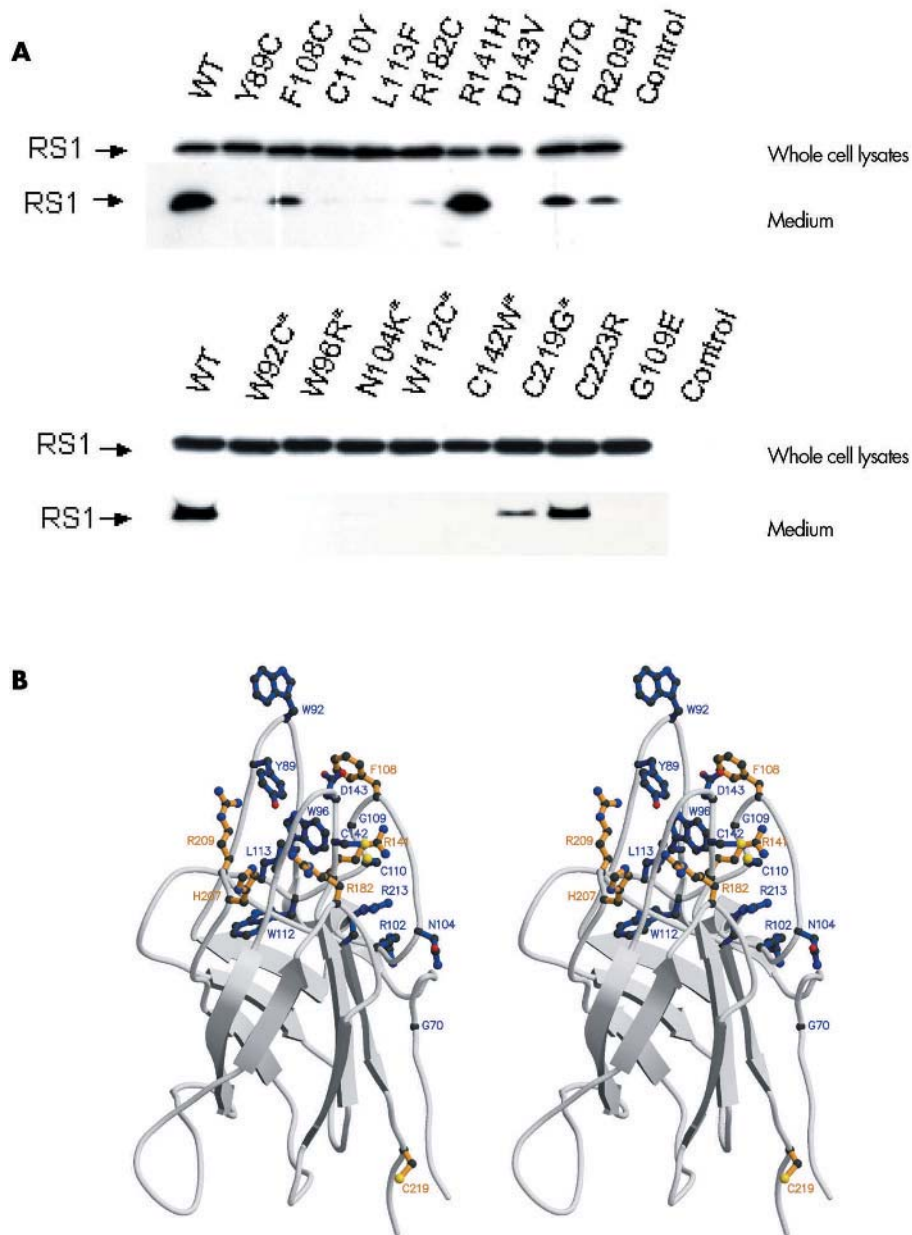 A
WT Y89C F108C C110Y L113F R182C R141H D143V H207Q R209H Control
RS1 Whole cell lysates
RS1 Medium
WT W92C* W96R* N104K* W112C* C142W* C219G* C223R G109E Control
RS1 Whole cell lysates
RS1 Medium
B
W92 W92
Y89 F108 Y89 F108
D143 D143
W96 G109 W96 G109
R209 C142 R141 R209 C142 R141
L113 C110 L113 C110
H207 R182 R213 H207 R182 R213
W112 R102 N104 W112 R102 N104
G70 G70
C219 C219